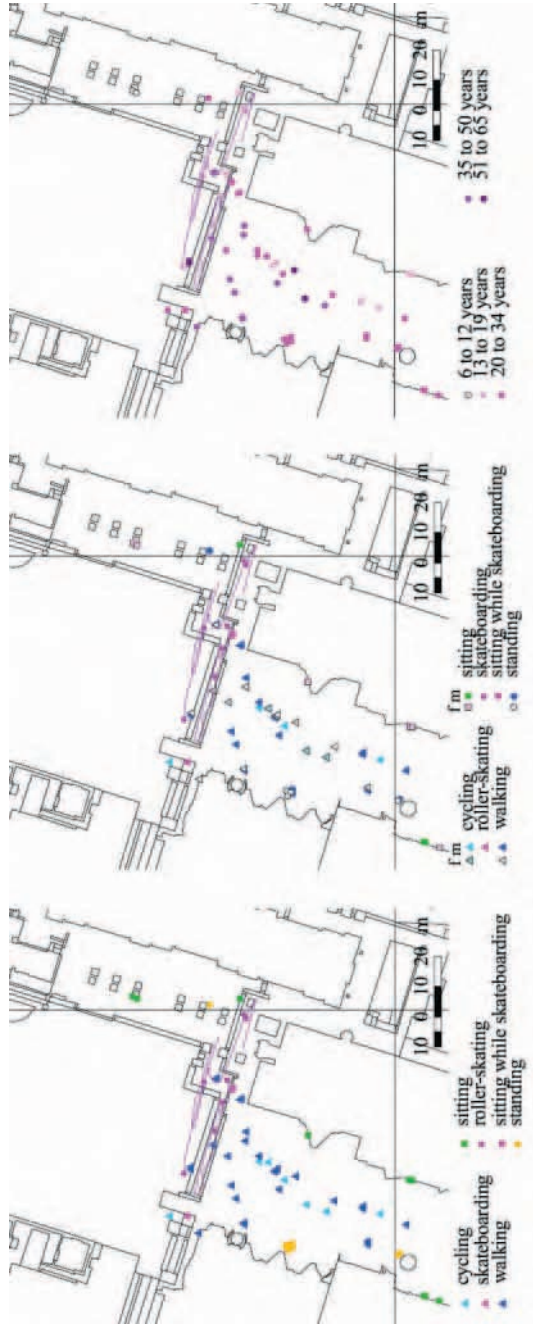 10 0 10 20 m
cycling
skateboarding
walking
sitting
roller-skating
sitting while skateboarding
standing
10 0 10 20 m
f m
cycling
roller-skating
walking
f m
sitting
skateboarding
sitting while skateboarding
standing
10 0 10 20 m
6 to 12 years
13 to 19 years
20 to 34 years
35 to 50 years
51 to 65 years